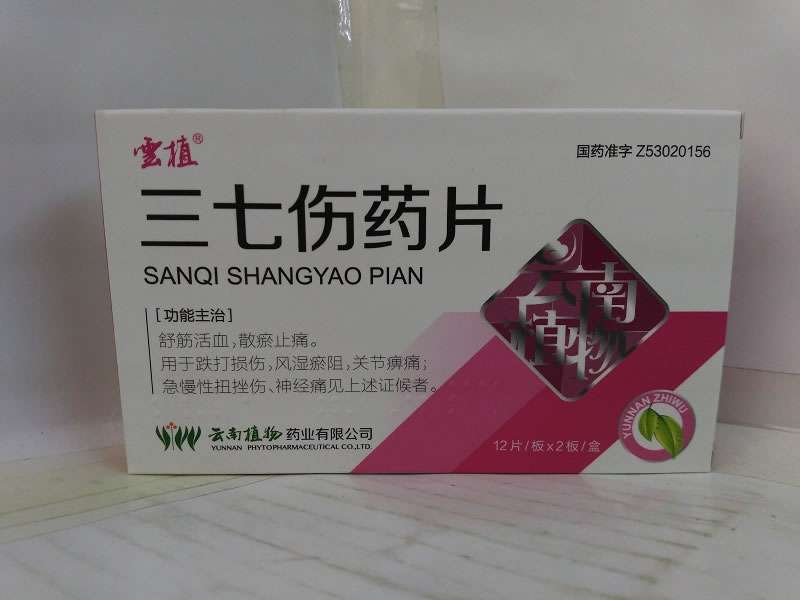 雲植®
国药准字 Z53020156
三七伤药片
SANQI SHANGYAO PIAN
[功能主治]
舒筋活血,散瘀止痛。
用于跌打损伤,风湿瘀阻,关节痹痛;
急慢性扭挫伤、神经痛见上述证候者。
云南
植物
YUNNAN ZHIWU
云南植物药业有限公司
YUNNAN PHYTOPHARMACEUTICAL CO.,LTD.
12片/板x2板/盒